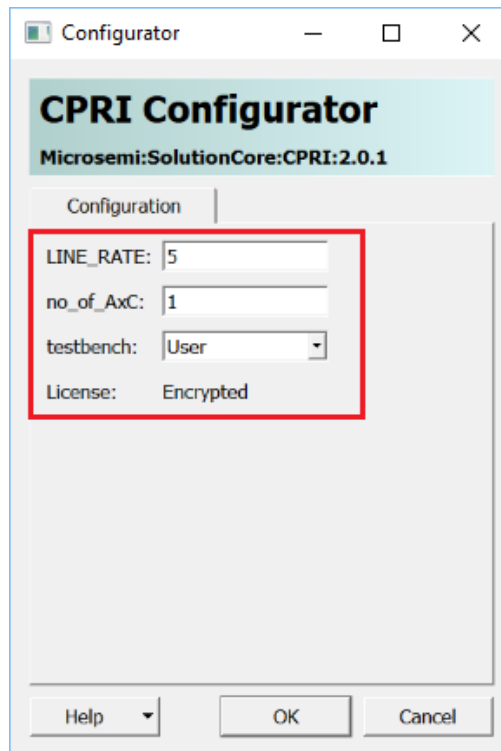 Configurator
CPRI Configurator
Microsemi:SolutionCore:CPRI:2.0.1
Configuration
LINE_RATE: 5
no_of_AxC: 1
testbench: User
License: Encrypted
Help OK Cancel